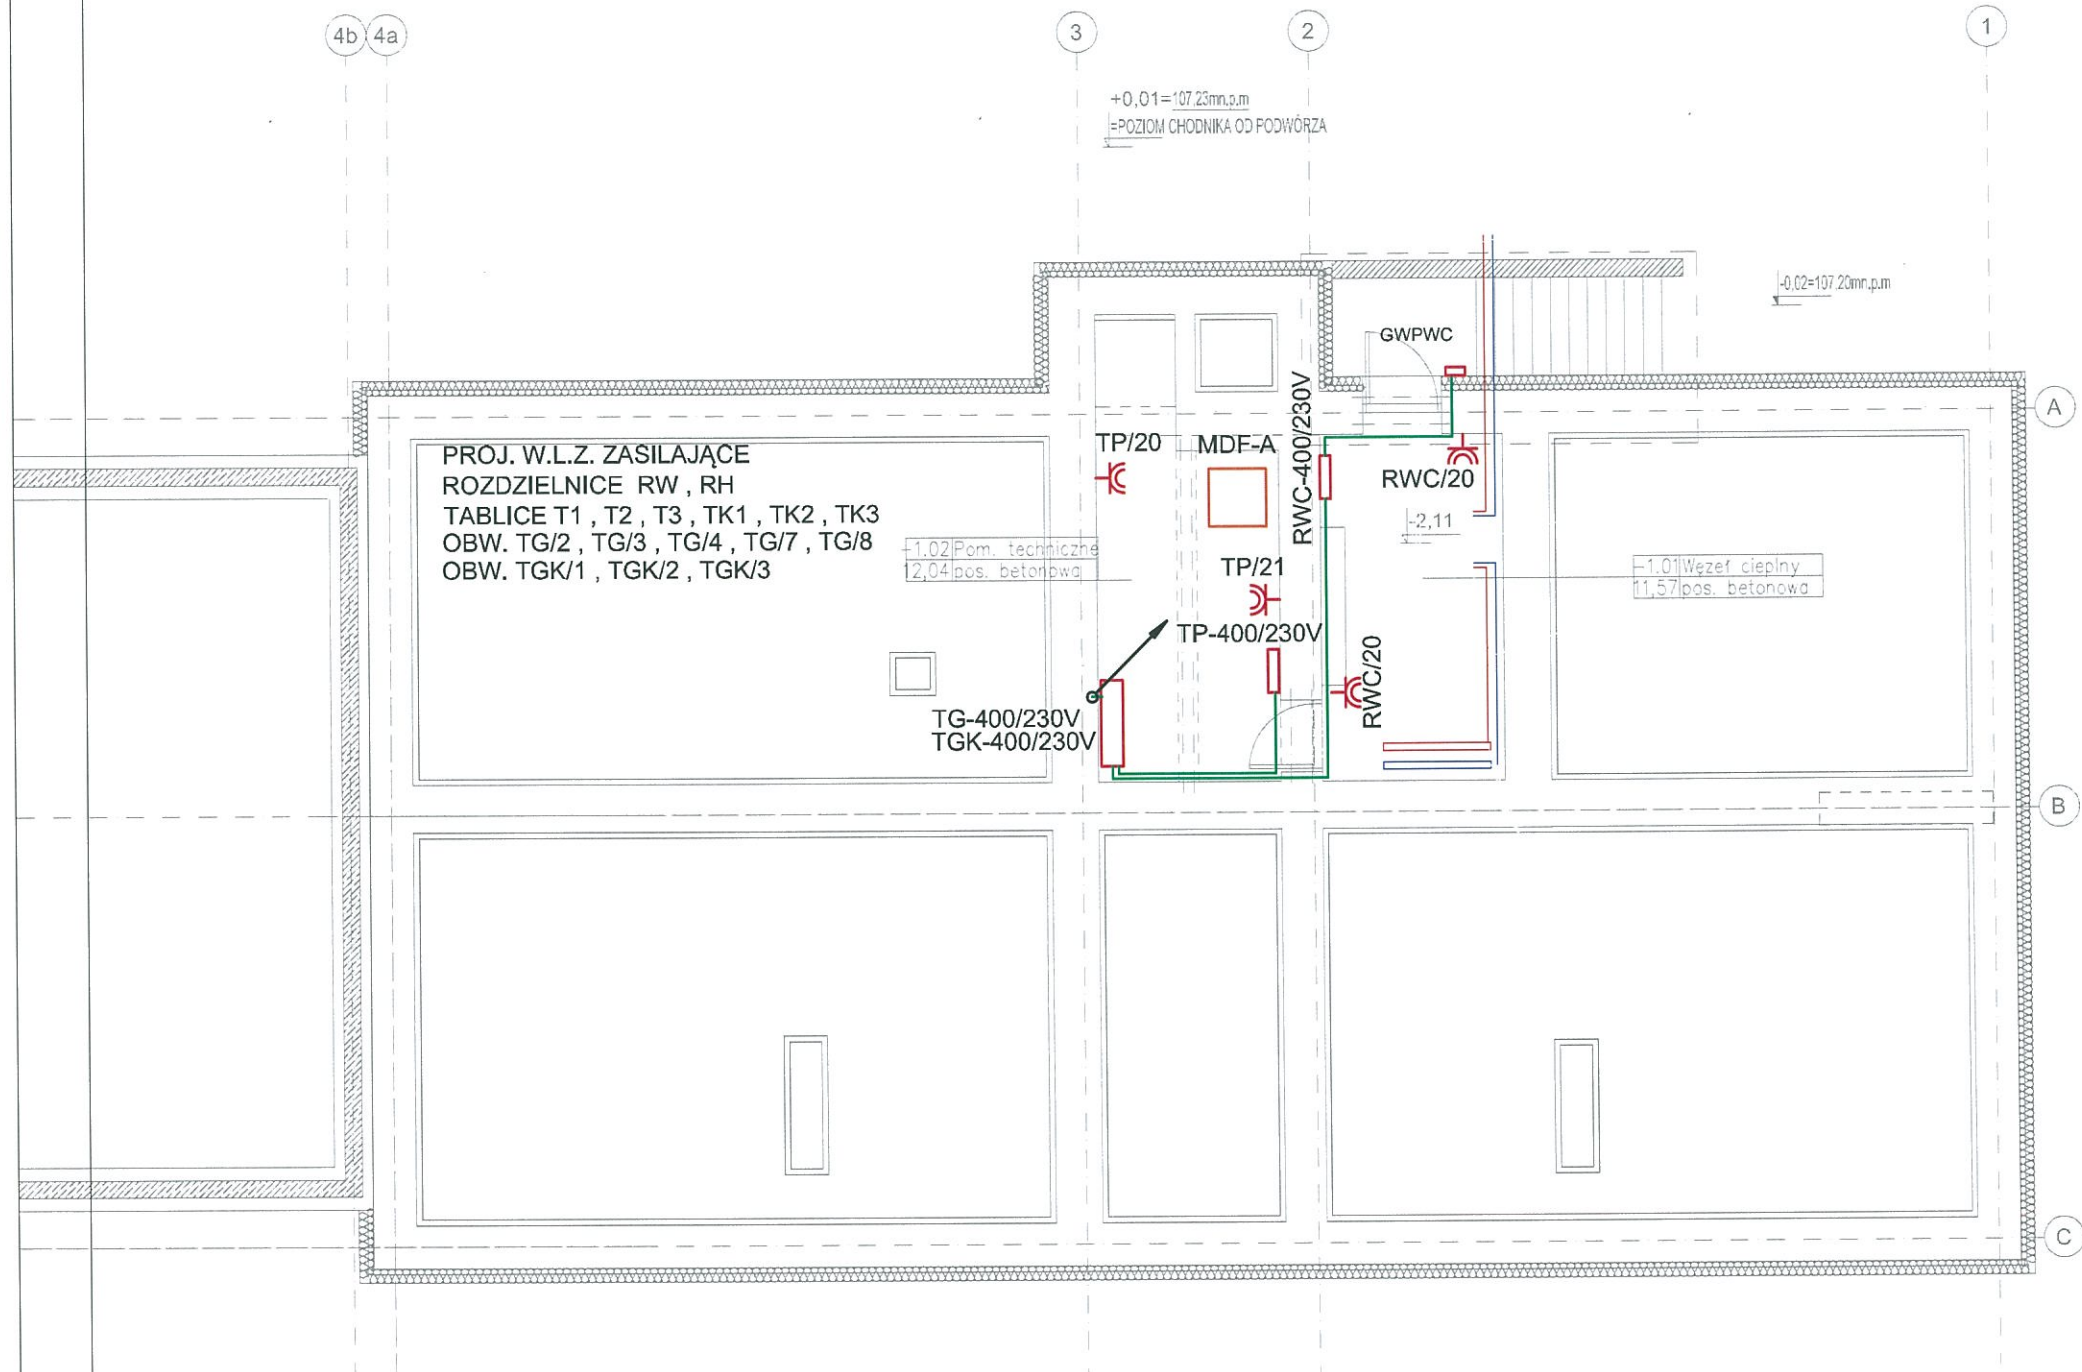 4b
4a
3
2
1
+0,01=107,23mn.p.m
=POZIOM CHODNIKA OD PODWÓRZA
-0,02=107,20mn.p.m
GWPWC
A
PROJ. W.L.Z. ZASILAJĄCE
ROZDZIELNICE RW , RH
TABLICE T1 , T2 , T3 , TK1 , TK2 , TK3
OBW. TG/2 , TG/3 , TG/4 , TG/7 , TG/8
OBW. TGK/1 , TGK/2 , TGK/3
TP/20
MDF-A
RWC-400/230V
RWC/20
-2,11
-1.02 Pom. techniczne
12,04 pos. betonowa
TP/21
-1.01 Węzeł cieplny
11,57 pos. betonowa
TP-400/230V
RWC/20
TG-400/230V
TGK-400/230V
B
C